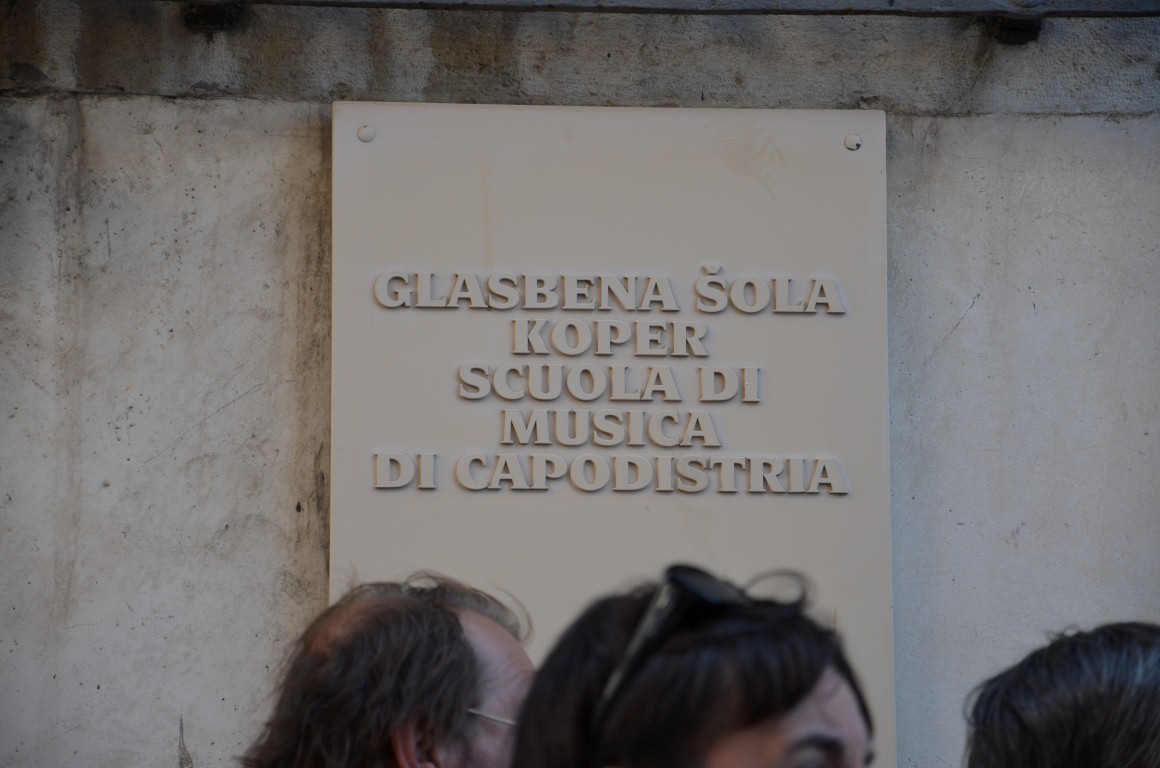 GLASBENA ŠOLA
KOPER
SCUOLA DI
MUSICA
DI CAPODISTRIA